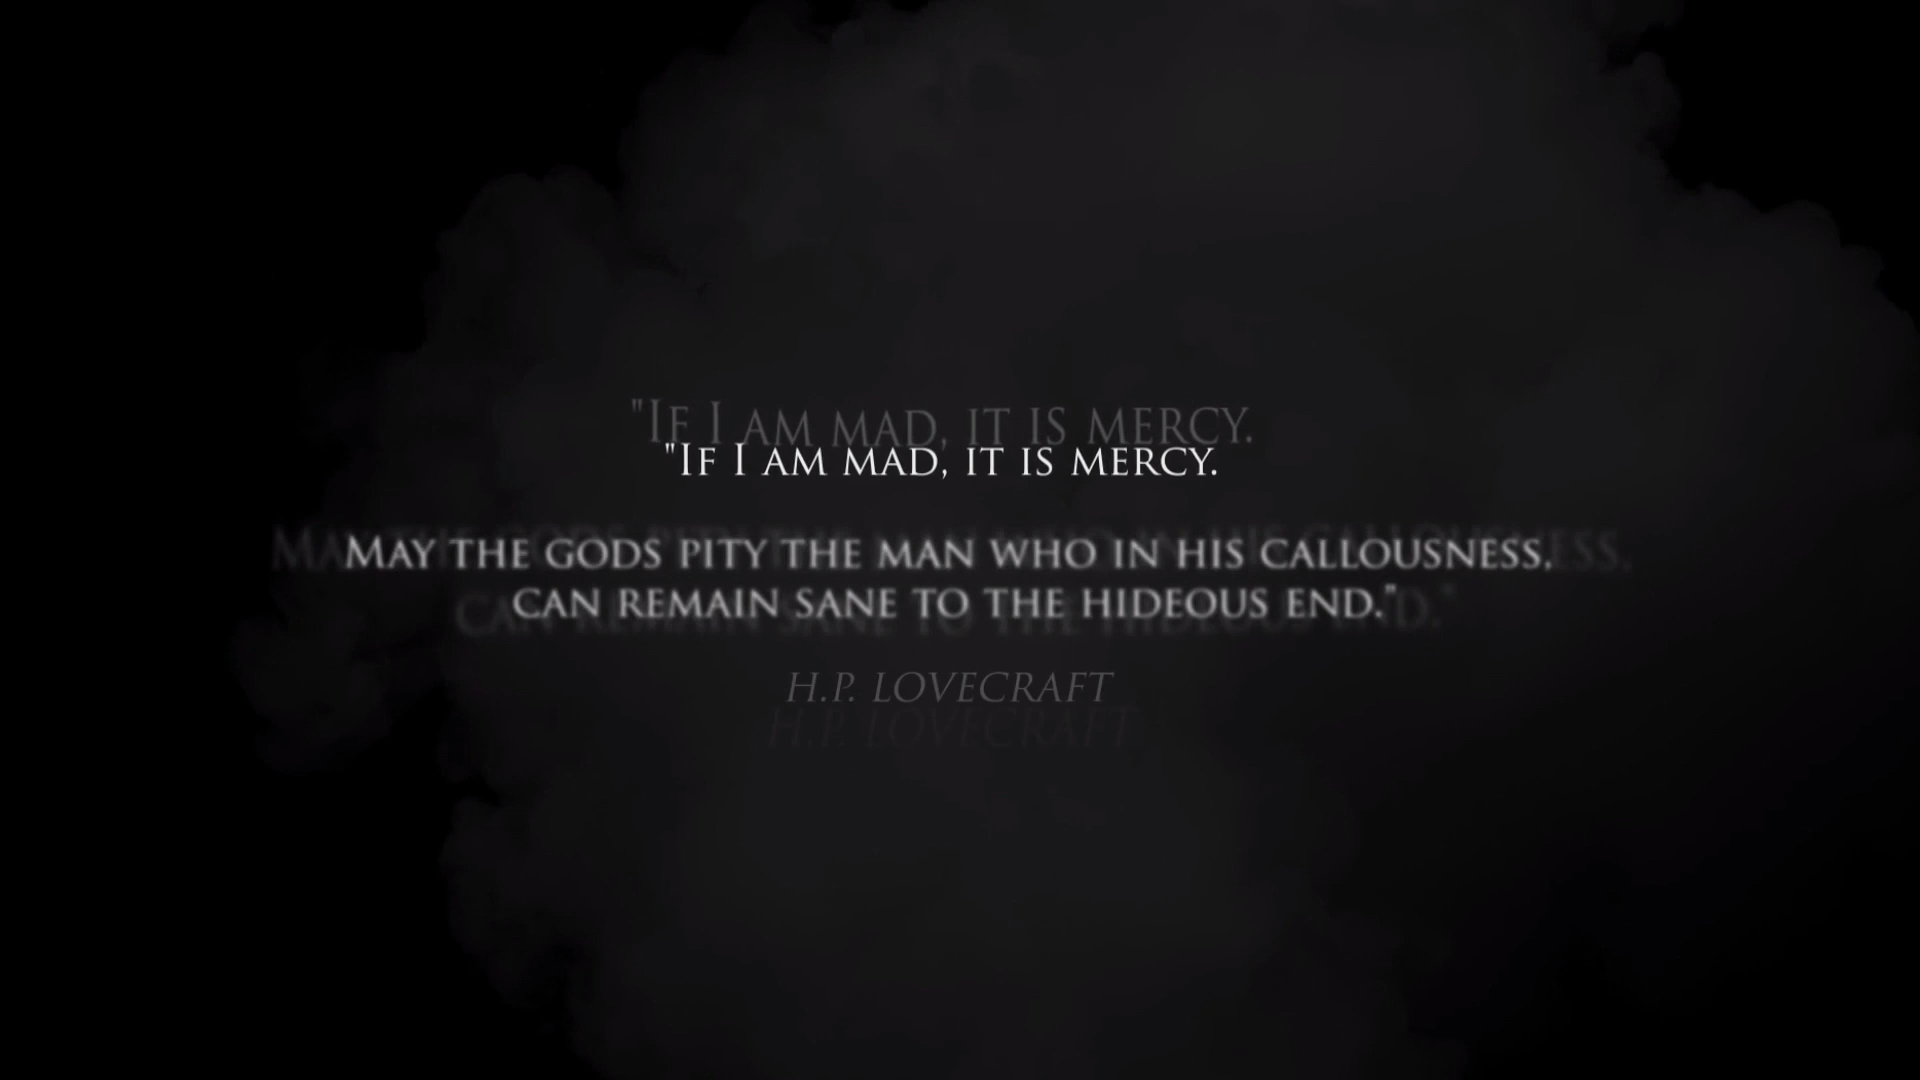 "If I am mad, it is mercy.
May the gods pity the man who in his callousness,
can remain sane to the hideous end."
H.P. Lovecraft